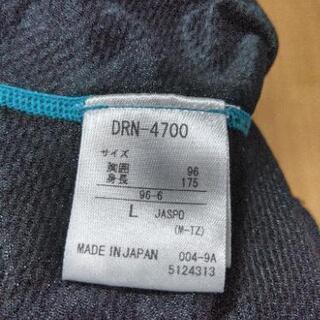 DRN-4700
サイズ
胸囲 96
身長 175
96-6
L JASPO
(M-TZ)
MADE IN JAPAN 004-9A
5124313